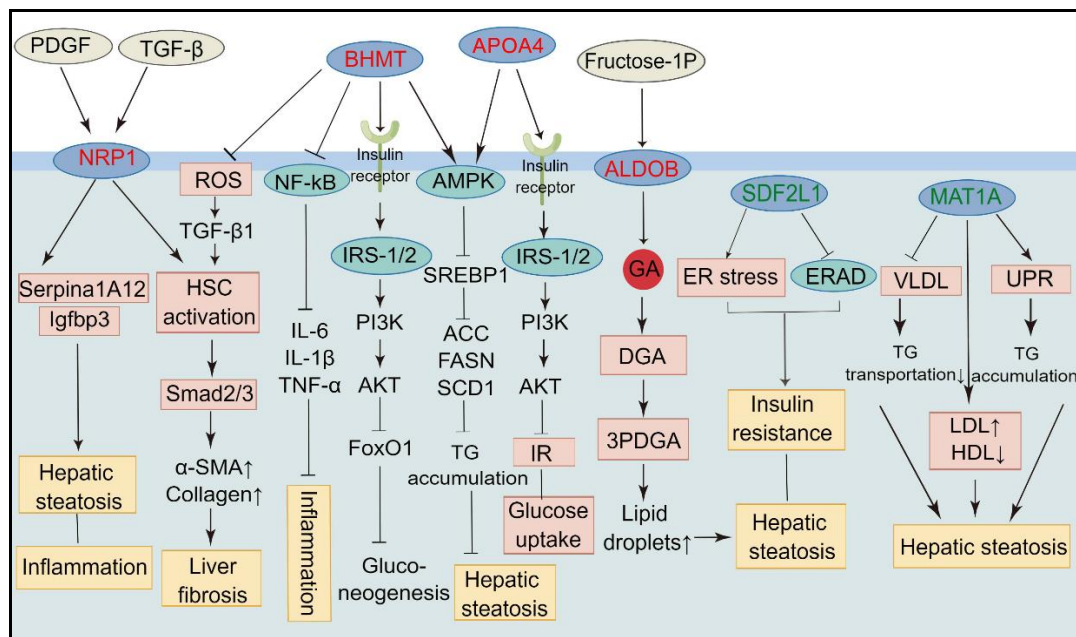 PDGF
TGF-β
BHMT
APOA4
Fructose-1P
NRP1
ROS
NF-kB
Insulin
receptor
AMPK
Insulin
receptor
ALDOB
SDF2L1
MAT1A
TGF-β1
IRS-1/2
SREBP1
IRS-1/2
GA
ER stress
ERAD
VLDL
UPR
Serpina1A12
Igfbp3
HSC
activation
IL-6
IL-1β
TNF-α
PI3K
AKT
ACC
FASN
SCD1
PI3K
AKT
DGA
TG
transportation↓
TG
accumulation
Smad2/3
FoxO1
TG
accumulation
IR
3PDGA
Insulin
resistance
LDL↑
HDL↓
Hepatic
steatosis
α-SMA↑
Collagen↑
Inflammation
Glucose
uptake
Lipid
droplets↑
Hepatic
steatosis
Hepatic steatosis
Inflammation
Liver
fibrosis
Gluco-
neogenesis
Hepatic
steatosis